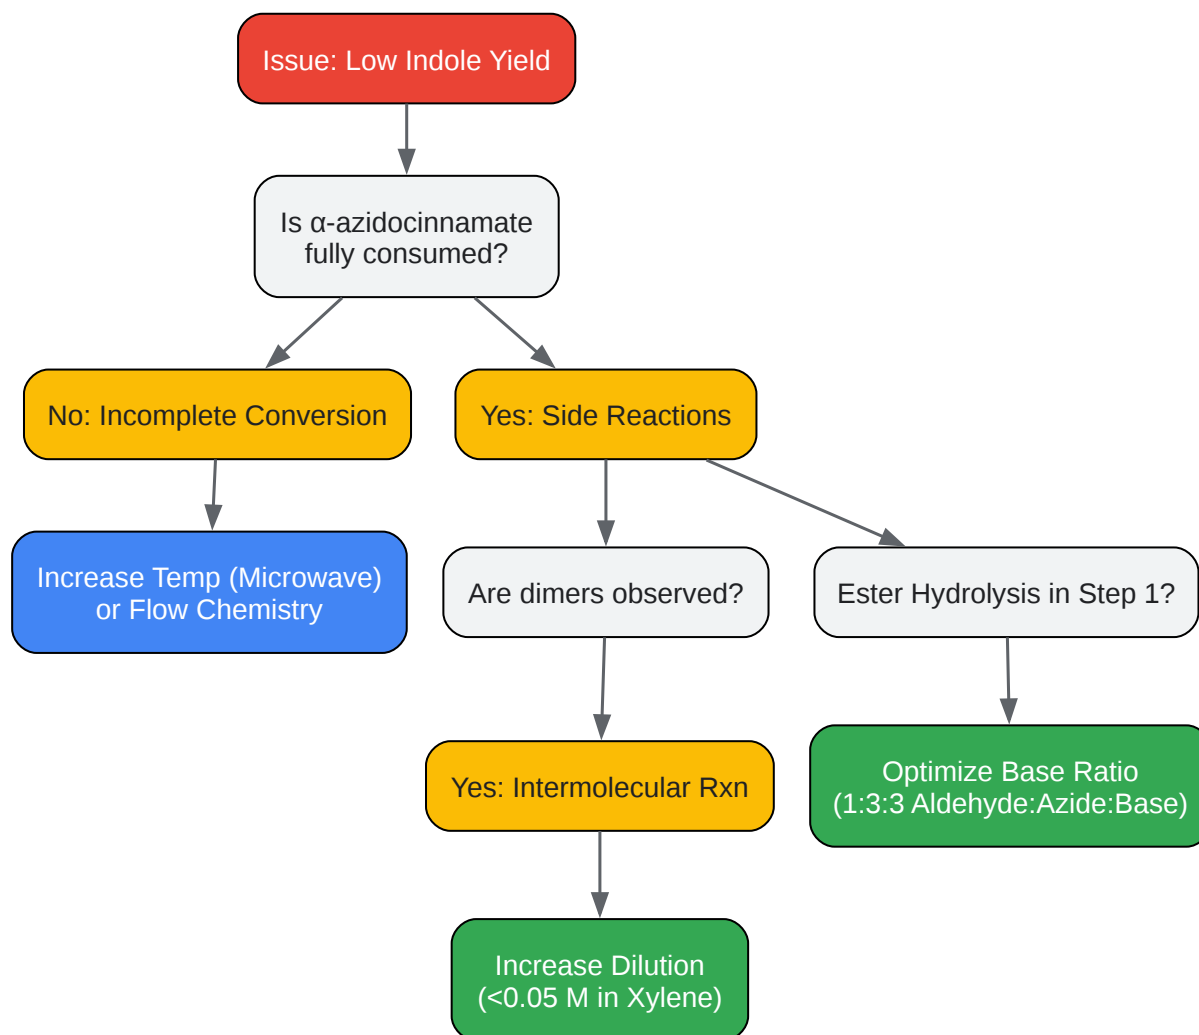 Issue: Low Indole Yield
Is α-azidocinnamate
fully consumed?
No: Incomplete Conversion
Yes: Side Reactions
Increase Temp (Microwave)
or Flow Chemistry
Are dimers observed?
Ester Hydrolysis in Step 1?
Yes: Intermolecular Rxn
Optimize Base Ratio
(1:3:3 Aldehyde:Azide:Base)
Increase Dilution
(<0.05 M in Xylene)